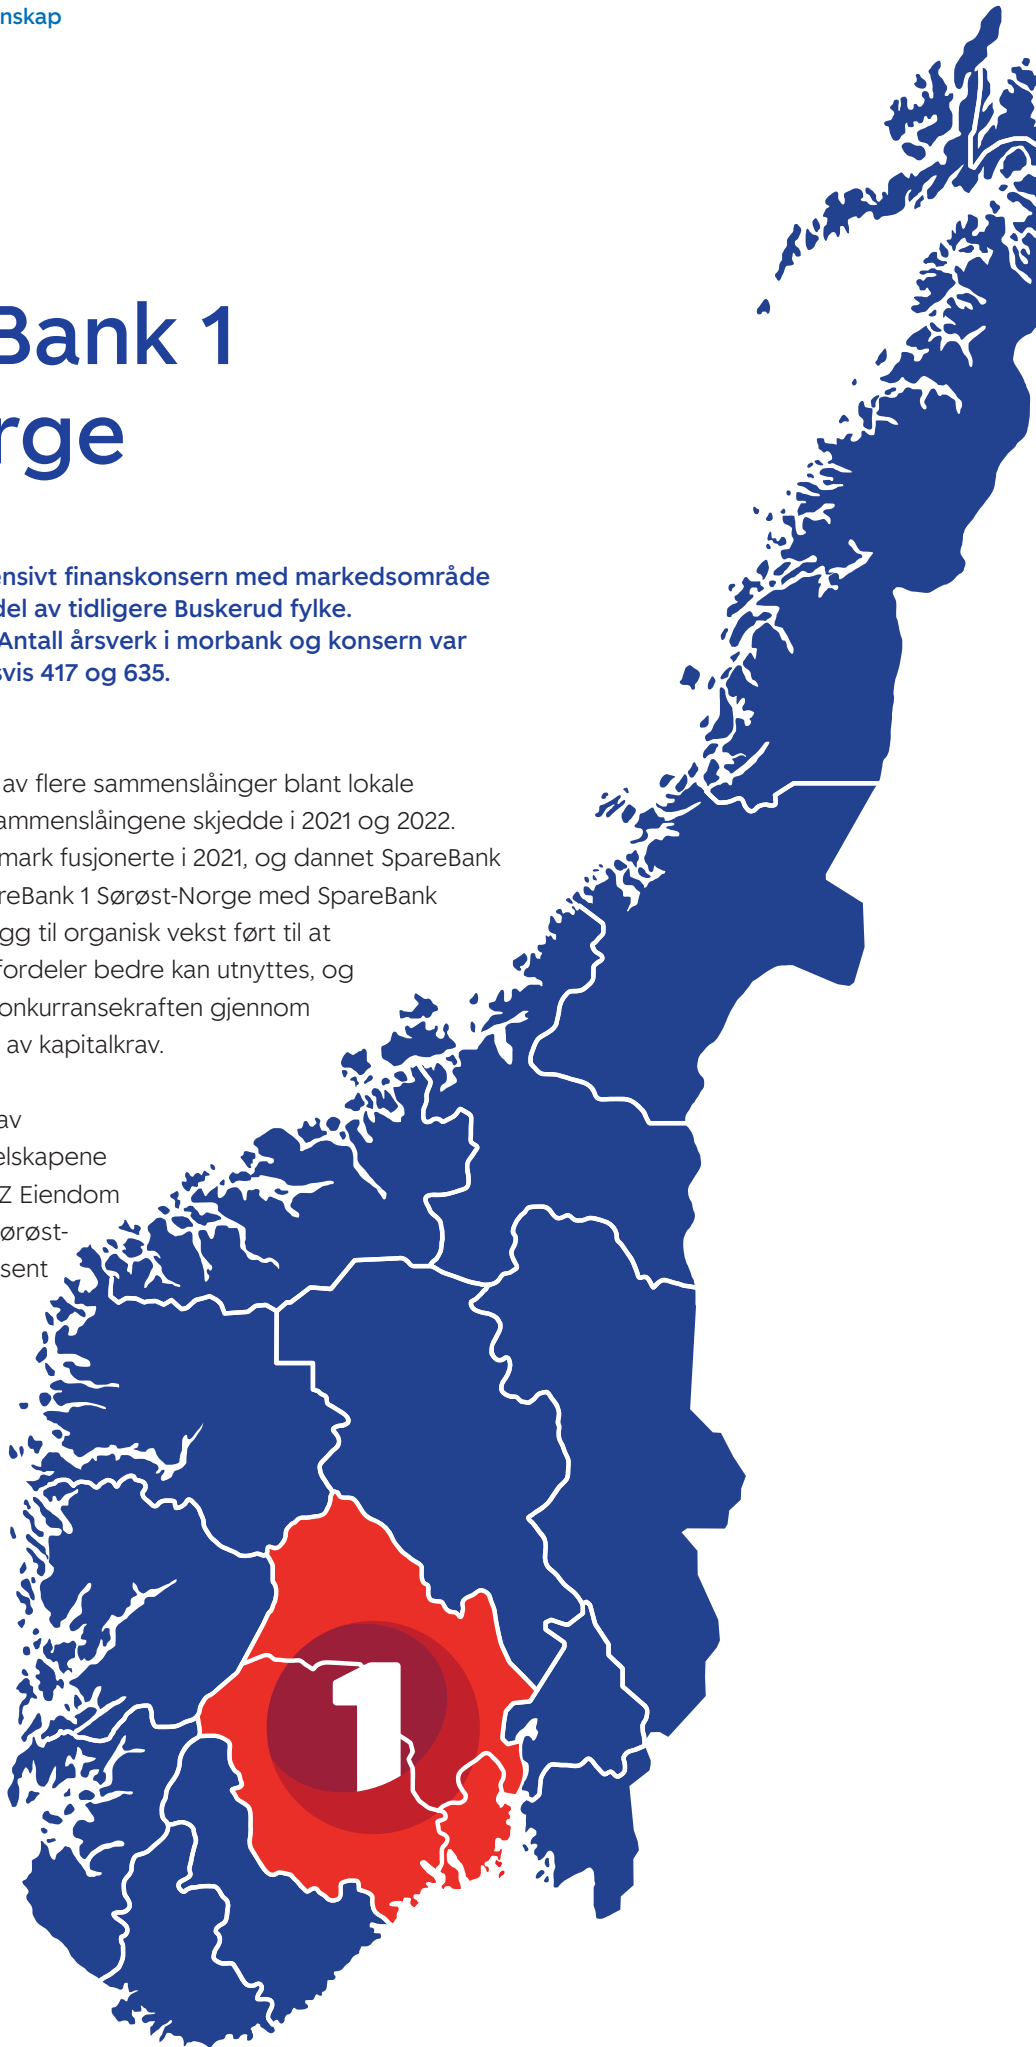 nskap
Bank 1
rge
ensivt finanskonsern med markedsområde
del av tidligere Buskerud fylke.
Antall årsverk i morbank og konsern var
svis 417 og 635.
av flere sammenslåinger blant lokale
ammenslåingene skjedde i 2021 og 2022.
mark fusjonerte i 2021, og dannet SpareBank
reBank 1 Sørøst-Norge med SpareBank
gg til organisk vekst ført til at
fordeler bedre kan utnyttes, og
onkurransekraften gjennom
av kapitalkrav.
av
elskapene
Z Eiendom
ørøst-
sent
1